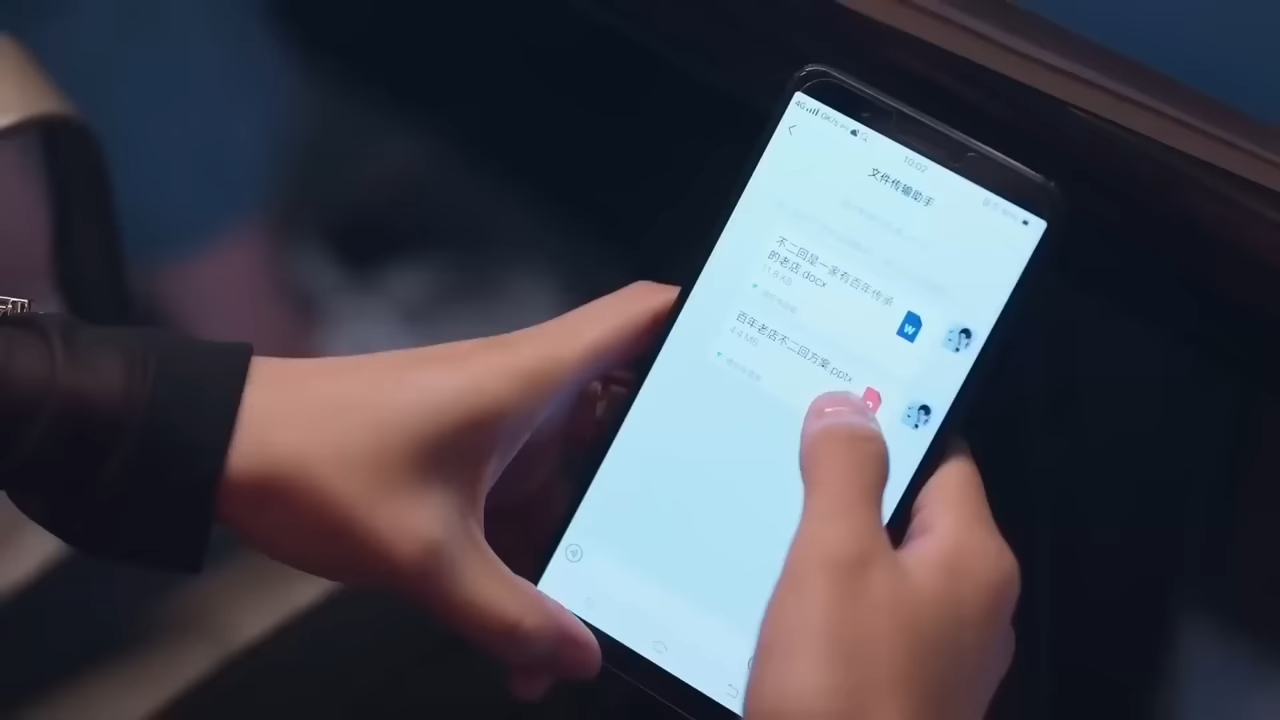 4G 0K/s
10:02
文件传输助手
不二回是一家有百年传承
的老店.docx
11.8 KB
W
百年老店不二回方案.pptx
4.4 MB